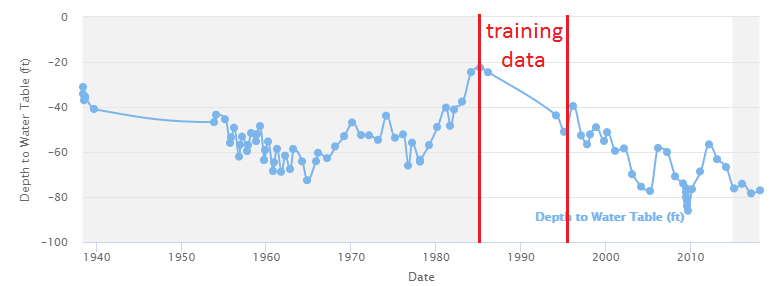 0
training
data
−20
−40
−60
−80
−100
Depth to Water Table (ft)
Depth to Water Table (ft)
1940 1950 1960 1970 1980 1990 2000 2010
Date